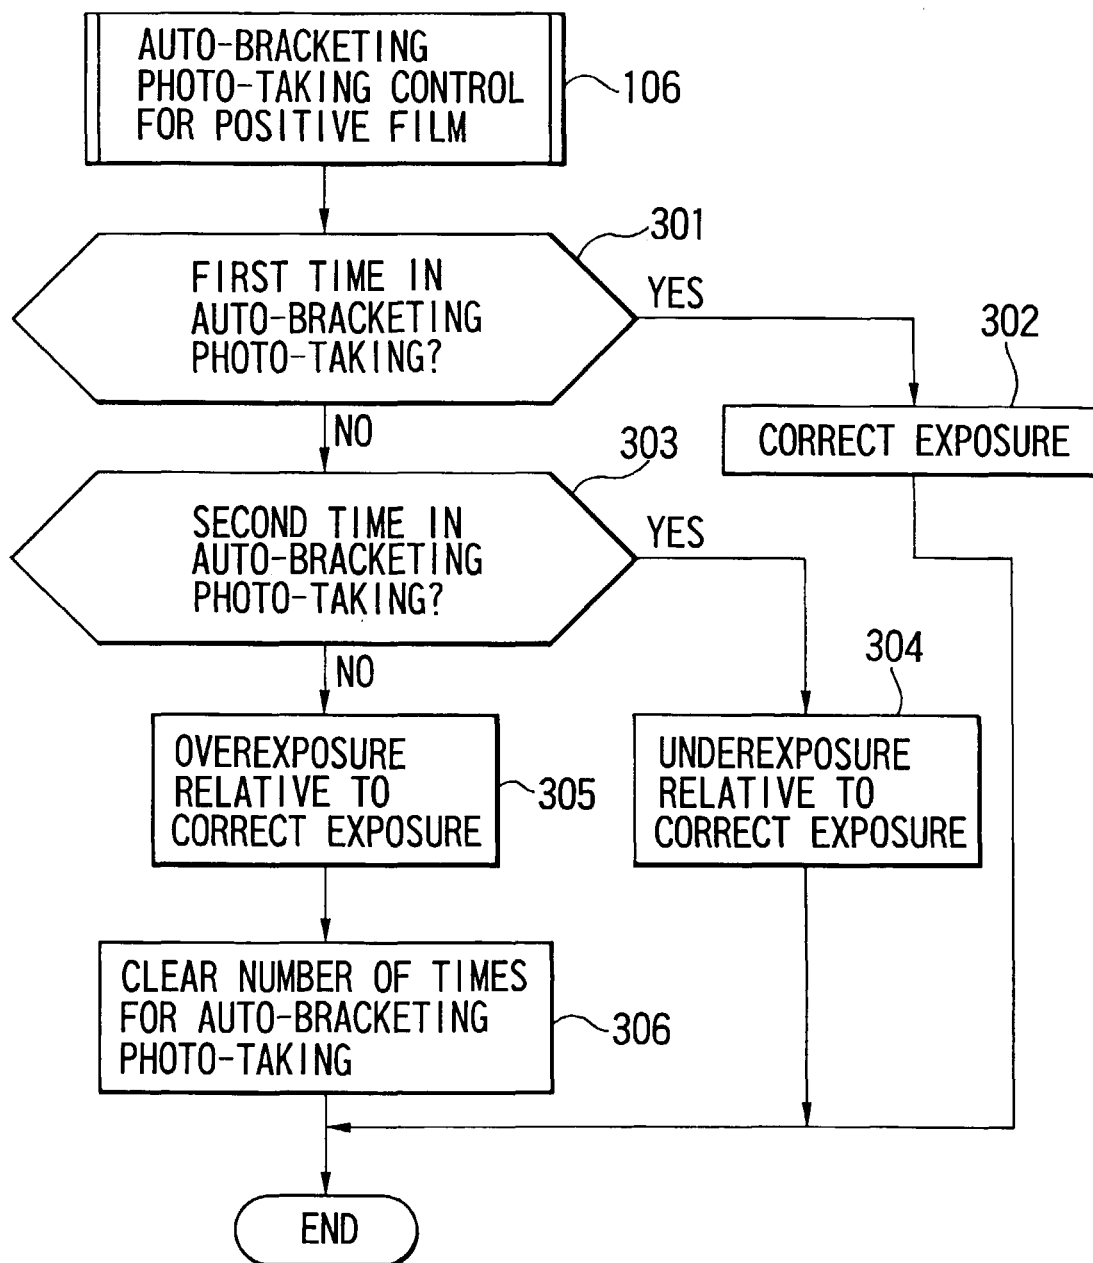 AUTO-BRACKETING
PHOTO-TAKING CONTROL
FOR POSITIVE FILM
106
301
FIRST TIME IN
AUTO-BRACKETING
PHOTO-TAKING?
YES
302
CORRECT EXPOSURE
NO
303
SECOND TIME IN
AUTO-BRACKETING
PHOTO-TAKING?
YES
304
NO
OVEREXPOSURE
RELATIVE TO
CORRECT EXPOSURE
305
UNDEREXPOSURE
RELATIVE TO
CORRECT EXPOSURE
CLEAR NUMBER OF TIMES
FOR AUTO-BRACKETING
PHOTO-TAKING
306
END